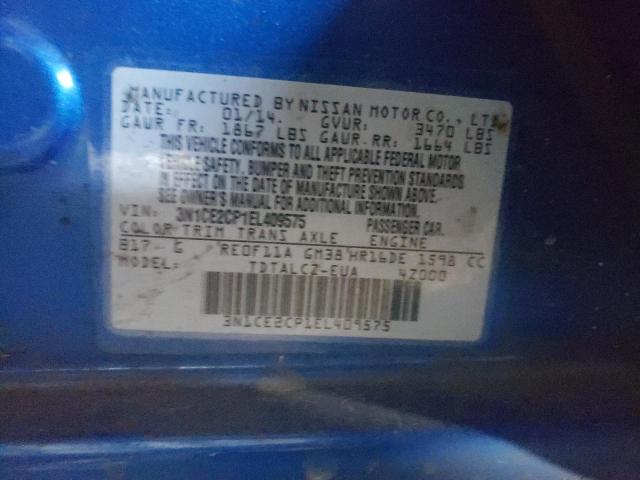 MANUFACTURED BY NISSAN MOTOR CO., LTD
DATE: 01/14. GVWR: 3470 LBS
GAWR FR: 1867 LBS GAWR RR: 1664 LBS
THIS VEHICLE CONFORMS TO ALL APPLICABLE FEDERAL MOTOR
VEHICLE SAFETY, BUMPER AND THEFT PREVENTION STANDARDS
IN EFFECT ON THE DATE OF MANUFACTURE SHOWN ABOVE.
SEE OWNER'S MANUAL OR FOR ADDITIONAL INFORMATION
VIN: 3N1CE2CP1EL409575 PASSENGER CAR.
COLOR TRIM TRANS AXLE ENGINE
B17 G RE0F11A GM38 HR16DE 1598 CC
TDTALCZ-EUA 42000
3N1CE2CP1EL409575